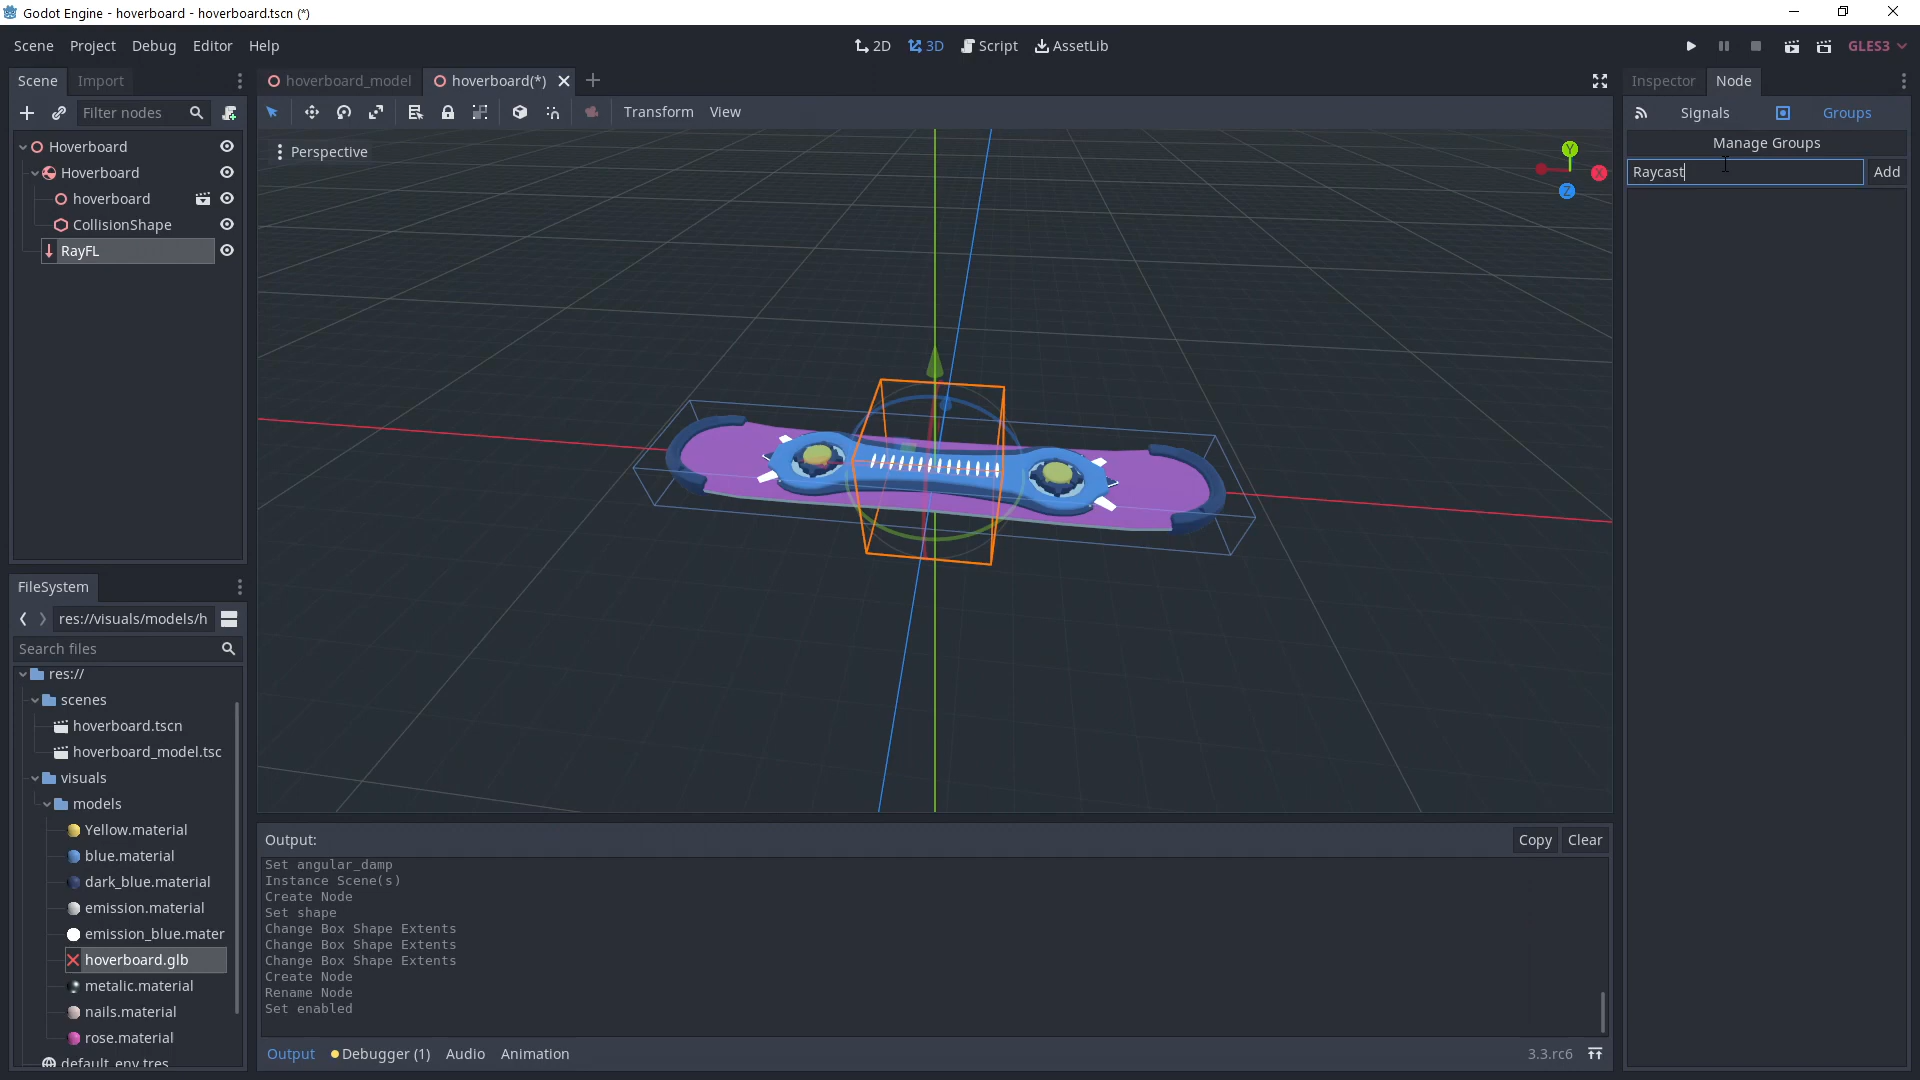 Godot Engine - hoverboard - hoverboard.tscn (*)
Scene Project Debug Editor Help
2D 3D Script AssetLib
GLES3
Scene Import
hoverboard_model hoverboard(*)
Inspector Node
Filter nodes
Transform View
Signals Groups
Manage Groups
Raycast Add
Hoverboard
Hoverboard
hoverboard
CollisionShape
RayFL
Perspective
Y
X
Z
FileSystem
res://visuals/models/h
Search files
res://
scenes
hoverboard.tscn
hoverboard_model.tsc
visuals
models
Yellow.material
blue.material
dark_blue.material
emission.material
emission_blue.mater
hoverboard.glb
metalic.material
nails.material
rose.material
default_env.tres
Output:
Copy Clear
Set angular_damp
Instance Scene(s)
Create Node
Set shape
Change Box Shape Extents
Change Box Shape Extents
Change Box Shape Extents
Create Node
Rename Node
Set enabled
Output Debugger (1) Audio Animation
3.3.rc6